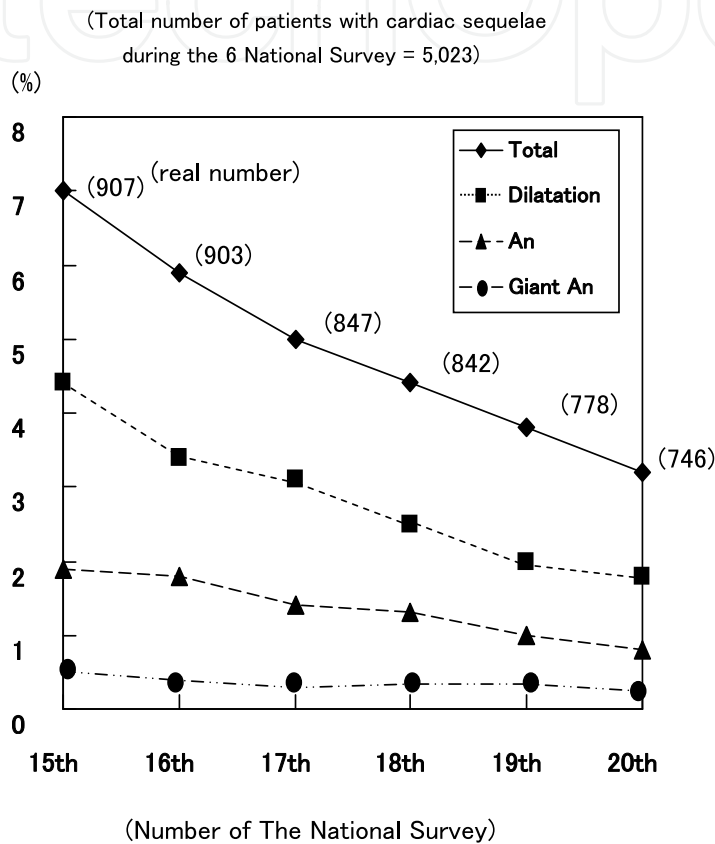 (Total number of patients with cardiac sequelae
during the 6 National Survey = 5,023)
(%)
8
7
6
5
4
3
2
1
0
(907) (real number)
(903)
(847)
(842)
(778)
(746)
Total
Dilatation
An
Giant An
15th 16th 17th 18th 19th 20th
(Number of The National Survey)